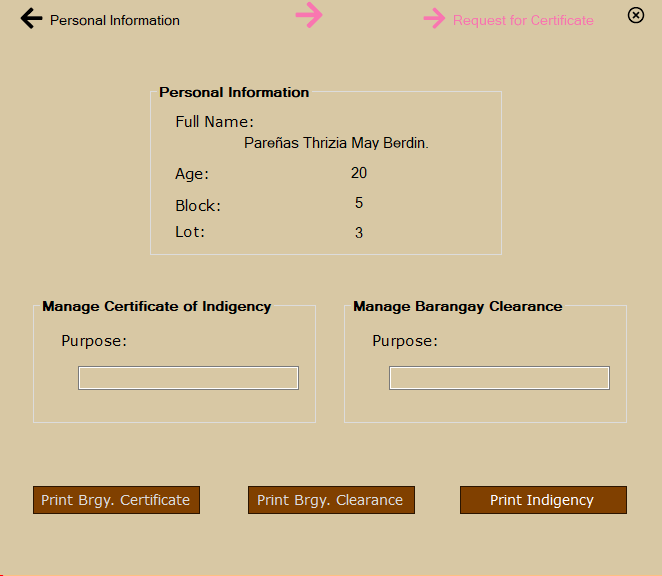 Personal Information
Request for Certificate
Personal Information
Full Name:
Pareñas Thrizia May Berdin.
Age: 20
Block: 5
Lot: 3
Manage Certificate of Indigency
Purpose:
Manage Barangay Clearance
Purpose:
Print Brgy. Certificate
Print Brgy. Clearance
Print Indigency